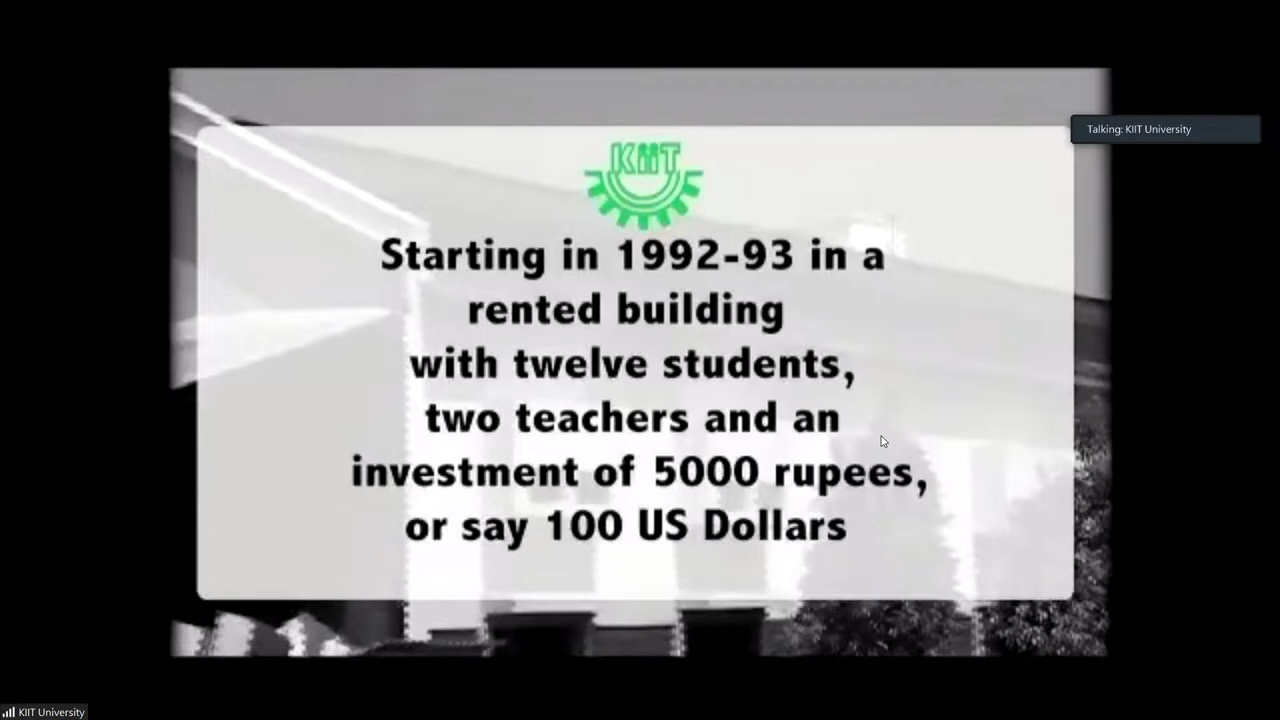 Talking: KIIT University
KiiT
Starting in 1992-93 in a
rented building
with twelve students,
two teachers and an
investment of 5000 rupees,
or say 100 US Dollars
KIIT University